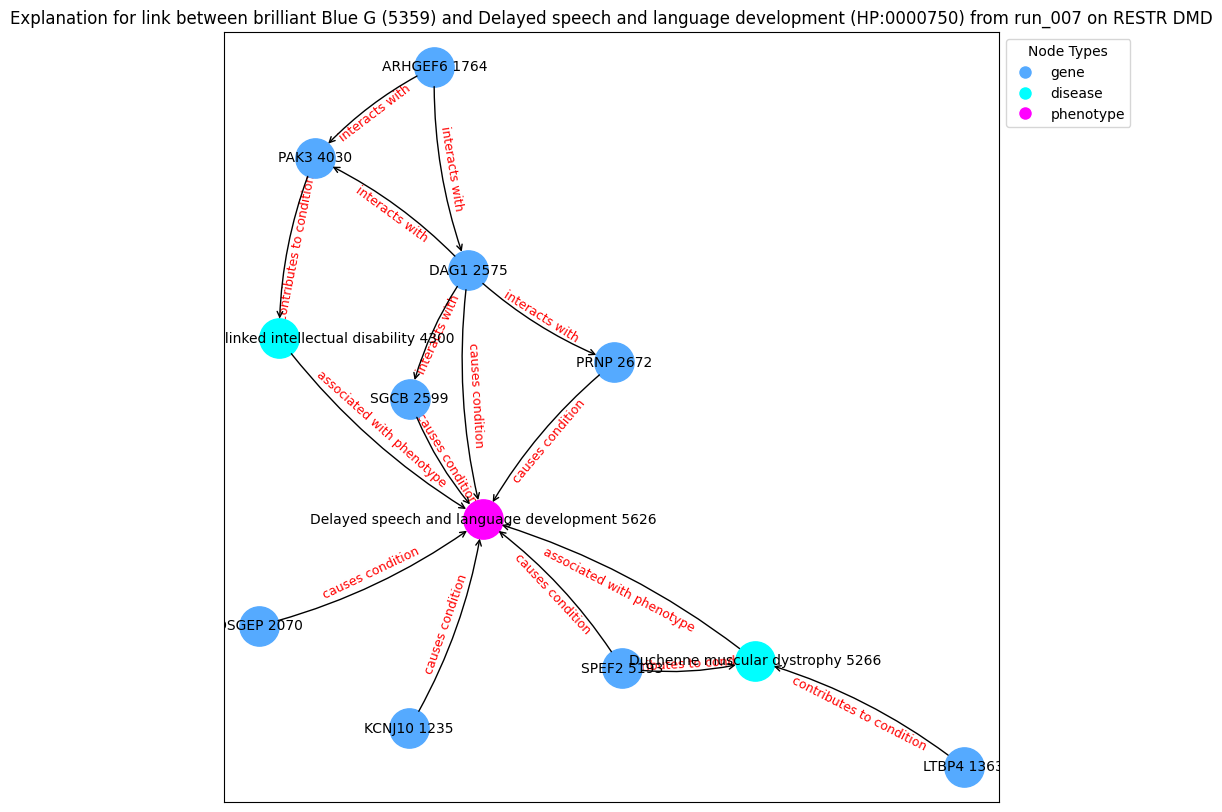 Explanation for link between brilliant Blue G (5359) and Delayed speech and language development (HP:0000750) from run_007 on RESTR DMD
Node Types
gene
disease
phenotype
ARHGEF6 1764
interacts with
PAK3 4030
interacts with
interacts with
contributes to condition
DAG1 2575
interacts with
interacts with
linked intellectual disability 4300
PRNP 2672
causes condition
associated with phenotype
SGCB 2599
causes condition
causes condition
Delayed speech and language development 5626
causes condition
associated with phenotype
causes condition
causes condition
SGEP 2070
SPEF2 5193
Duchenne muscular dystrophy 5266
contributes to condition
KCNJ10 1235
LTBP4 1363